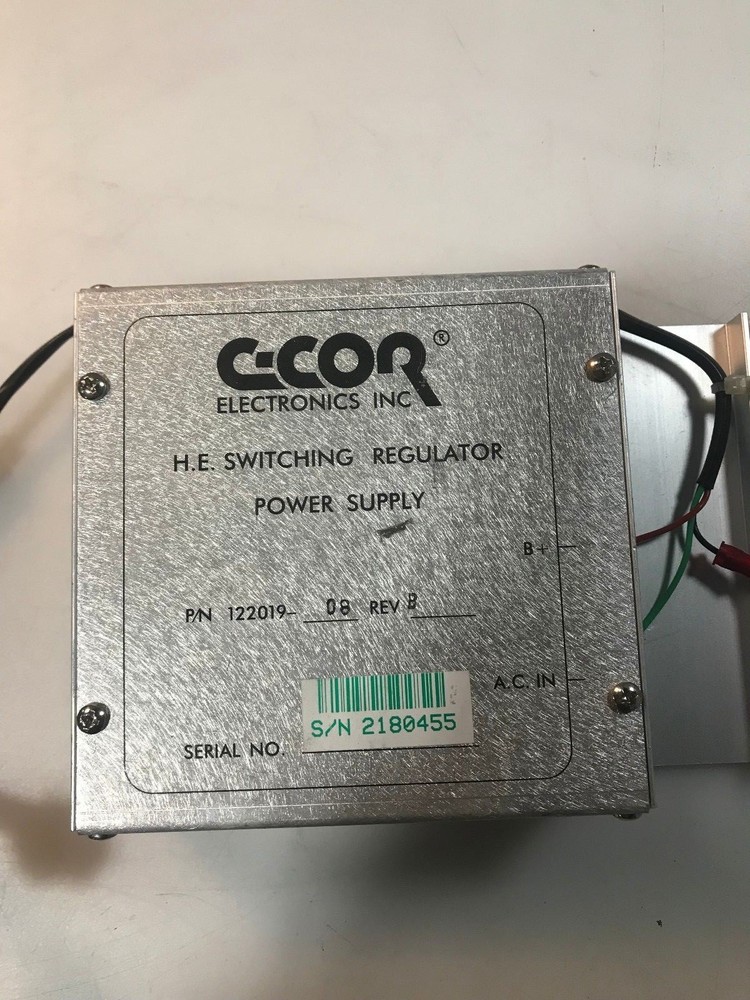 C-COR®
ELECTRONICS INC
H.E. SWITCHING REGULATOR
POWER SUPPLY
B+
P/N 122019- 08 REV B
A.C. IN
S/N 2180455
SERIAL NO.